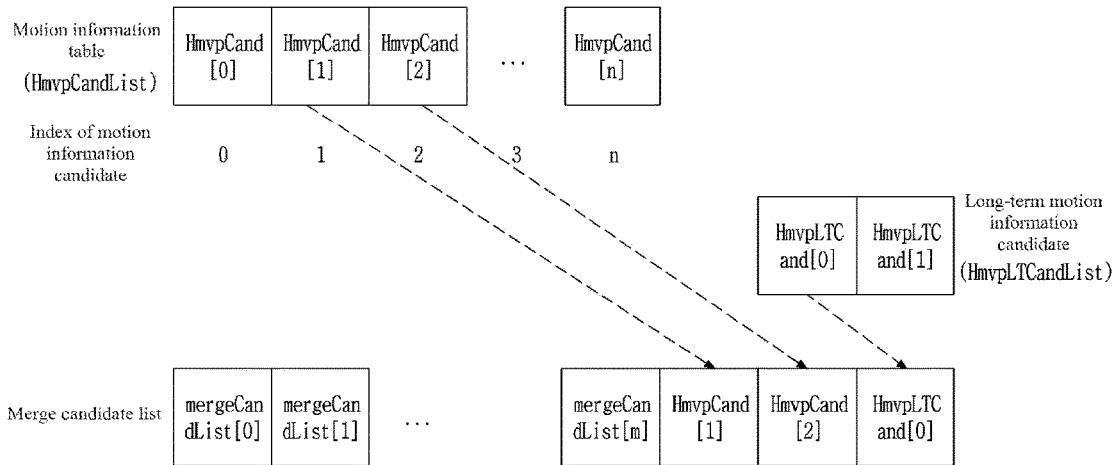 Motion information
table
(HmvpCandList)
HmvpCand
[0]
HmvpCand
[1]
HmvpCand
[2]
...
HmvpCand
[n]
Index of motion
information
candidate
0
1
2
3
n
HmvpLTC
and[0]
HmvpLTC
and[1]
Long-term motion
information
candidate
(HmvpLTCandList)
Merge candidate list
mergeCan
dList[0]
mergeCan
dList[1]
...
mergeCan
dList[m]
HmvpCand
[1]
HmvpCand
[2]
HmvpLTC
and[0]